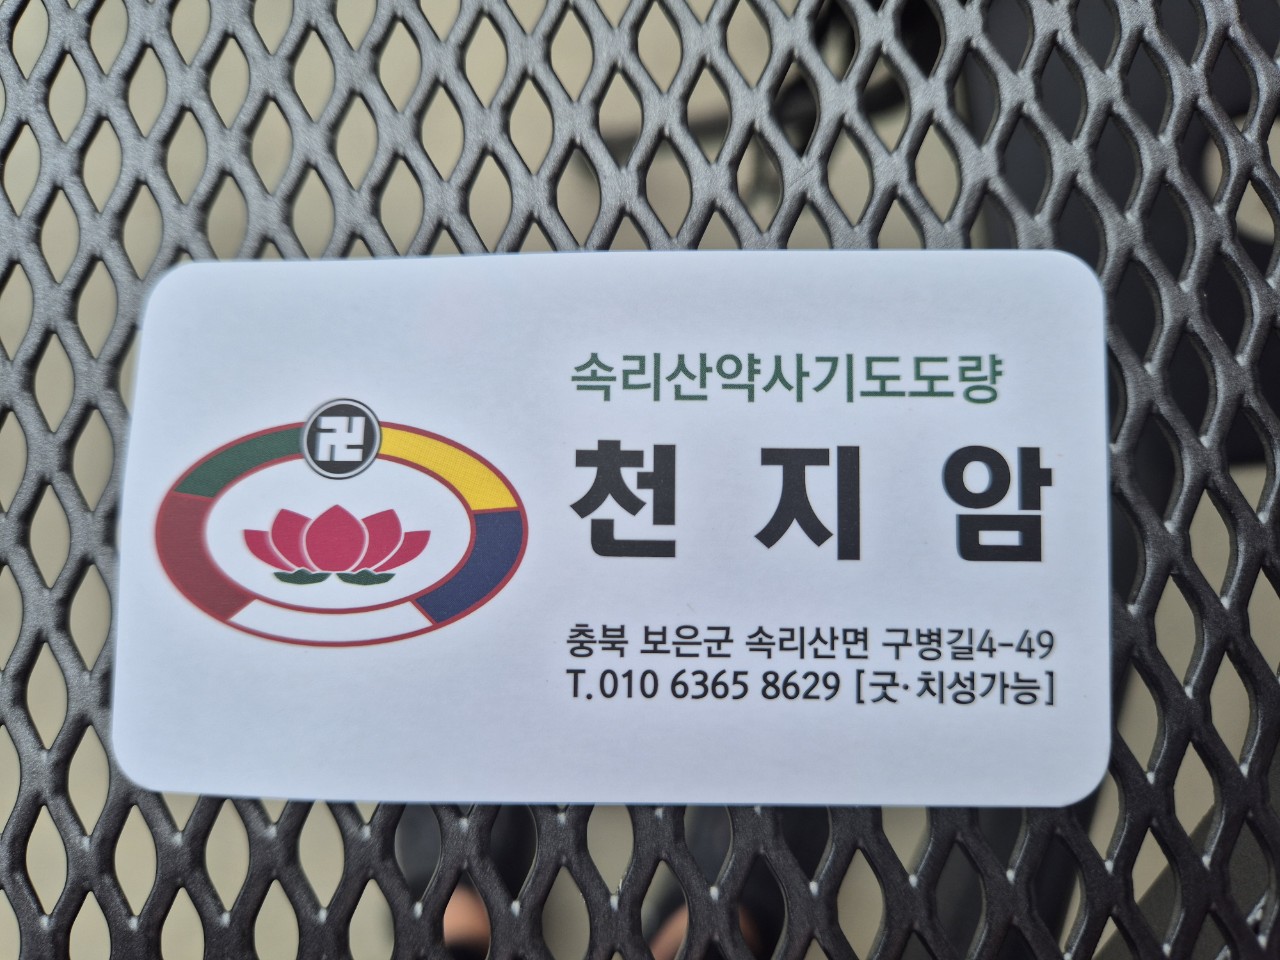 卍
속리산약사기도도량
천지암
충북 보은군 속리산면 구병길4-49
T. 010 6365 8629 [굿·치성가능]